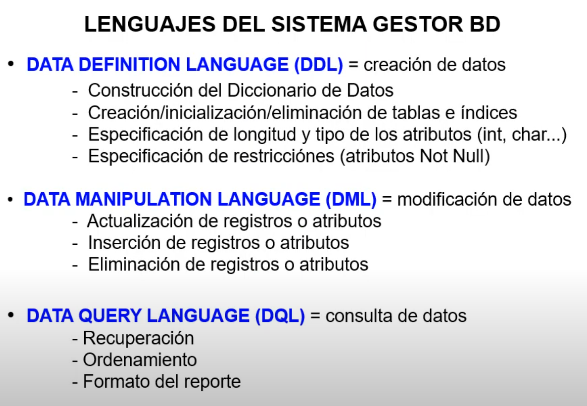 LENGUAJES DEL SISTEMA GESTOR BD
• DATA DEFINITION LANGUAGE (DDL) = creación de datos
- Construcción del Diccionario de Datos
- Creación/inicialización/eliminación de tablas e índices
- Especificación de longitud y tipo de los atributos (int, char...)
- Especificación de restricciónes (atributos Not Null)
• DATA MANIPULATION LANGUAGE (DML) = modificación de datos
- Actualización de registros o atributos
- Inserción de registros o atributos
- Eliminación de registros o atributos
• DATA QUERY LANGUAGE (DQL) = consulta de datos
- Recuperación
- Ordenamiento
- Formato del reporte